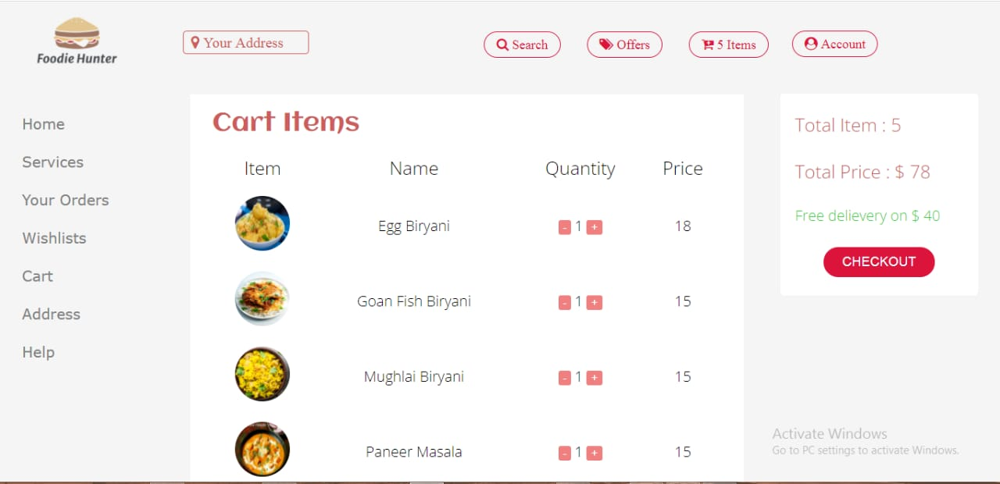 Foodie Hunter
Your Address
Search
Offers
5 Items
Account
Home
Services
Your Orders
Wishlists
Cart
Address
Help
Cart Items
Item Name Quantity Price
Egg Biryani - 1 + 18
Goan Fish Biryani - 1 + 15
Mughlai Biryani - 1 + 15
Paneer Masala - 1 + 15
Total Item : 5
Total Price : $ 78
Free delievery on $ 40
CHECKOUT
Activate Windows
Go to PC settings to activate Windows.